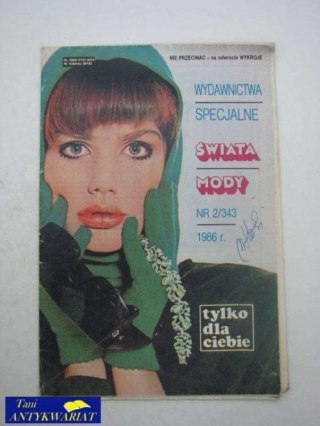 NIE PRZECINAĆ – na odwrocie WYKROJE
WYDAWNICTWA
SPECJALNE
ŚWIATA
MODY
NR 2/343
1986 r.
tylko
dla
ciebie
Tani
ANTYKWARIAT